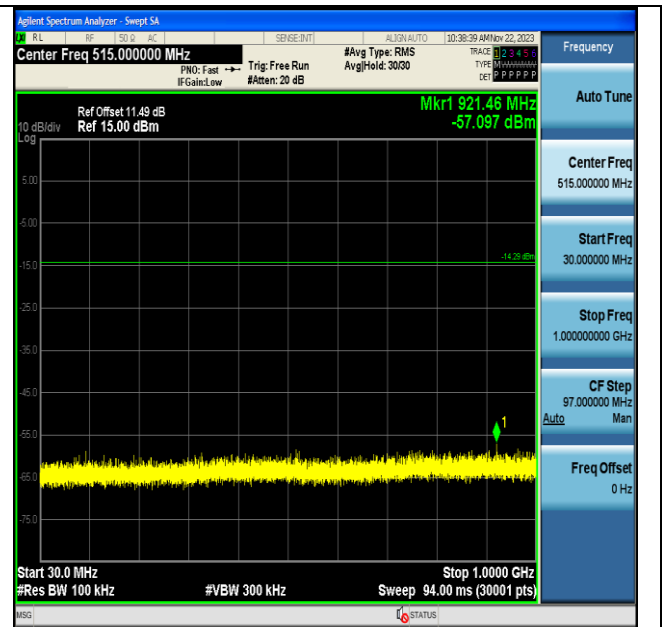 Agilent Spectrum Analyzer - Swept SA
RL RF 50 Ω AC SENSE:INT ALIGN AUTO 10:38:39 AM Nov 22, 2023
Center Freq 515.000000 MHz
PNO: Fast
IFGain:Low
Trig: Free Run
#Atten: 20 dB
#Avg Type: RMS
Avg|Hold: 30/30
TRACE 1 2 3 4 5 6
TYPE
DET P P P P P P
Ref Offset 11.49 dB
10 dB/div Ref 15.00 dBm
Log
Mkr1 921.46 MHz
-57.097 dBm
5.00
-5.00
-15.0
-25.0
-35.0
-45.0
-55.0
-65.0
-75.0
-14.29 dBm
1
Start 30.0 MHz Stop 1.0000 GHz
#Res BW 100 kHz #VBW 300 kHz Sweep 94.00 ms (30001 pts)
MSG STATUS
Frequency
Auto Tune
Center Freq
515.000000 MHz
Start Freq
30.000000 MHz
Stop Freq
1.000000000 GHz
CF Step
97.000000 MHz
Auto Man
Freq Offset
0 Hz